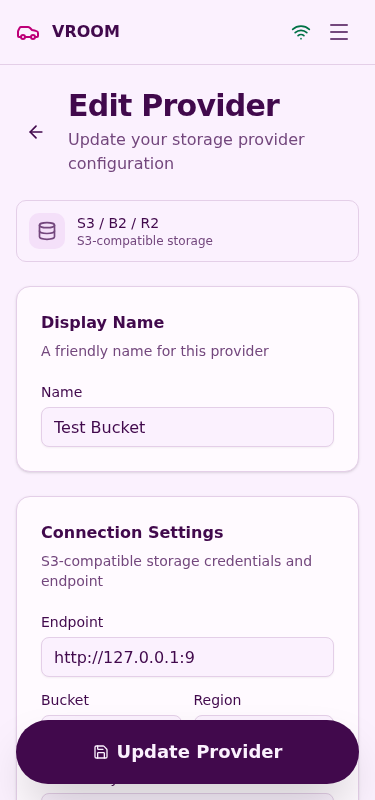 VROOM
Edit Provider
Update your storage provider
configuration
S3 / B2 / R2
S3-compatible storage
Display Name
A friendly name for this provider
Name
Test Bucket
Connection Settings
S3-compatible storage credentials and
endpoint
Endpoint
http://127.0.0.1:9
Bucket Region
Update Provider